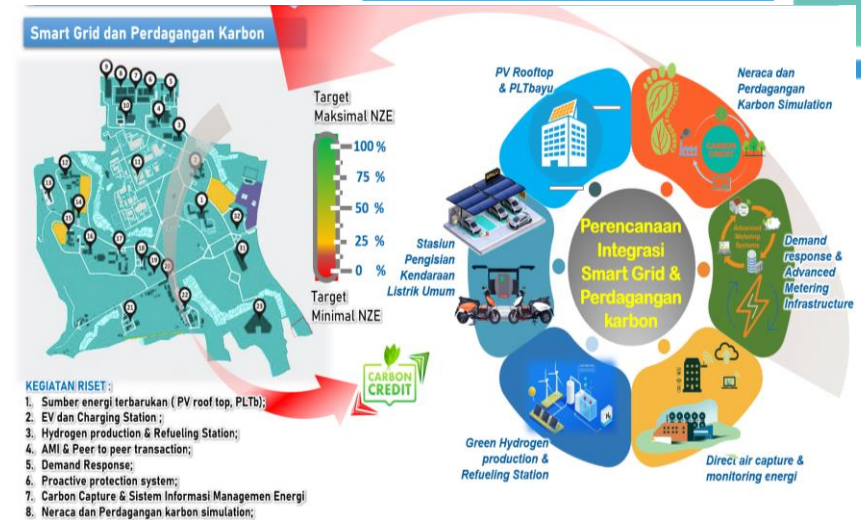 Smart Grid dan Perdagangan Karbon
Target
Maksimal NZE
100 %
75 %
50 %
25 %
0 %
Target
Minimal NZE
CARBON
CREDIT
KEGIATAN RISET :
1. Sumber energi terbarukan ( PV roof top, PLTb);
2. EV dan Charging Station ;
3. Hydrogen production & Refueling Station;
4. AMI & Peer to peer transaction;
5. Demand Response;
6. Proactive protection system;
7. Carbon Capture & Sistem Informasi Managemen Energi
8. Neraca dan Perdagangan karbon simulation;
PV Rooftop
& PLTbayu
Neraca dan
Perdagangan
Karbon Simulation
CARBON
CREDIT
Stasiun
Pengisian
Kendaraan
Listrik Umum
Perencanaan
Integrasi
Smart Grid &
Perdagangan
karbon
Advanced
Metering
Systems
Demand
response &
Advanced
Metering
Infrastructure
Green Hydrogen
production &
Refueling Station
Direct air capture &
monitoring energi